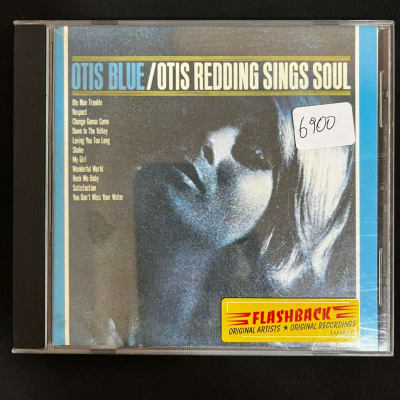 OTIS BLUE/OTIS REDDING SINGS SOUL
Ole Man Trouble
Respect
Change Gonna Come
Down In The Valley
Loving You Too Long
Shake
My Girl
Wonderful World
Rock Me Baby
Satisfaction
You Don't Miss Your Water
6900
FLASHBACK
ORIGINAL ARTISTS ★ ORIGINAL RECORDINGS